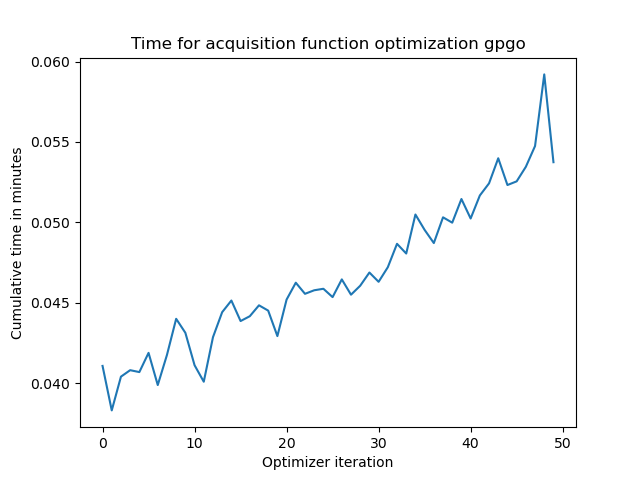 Time for acquisition function optimization gpgo
0.060
0.055
0.050
0.045
0.040
Cumulative time in minutes
0 10 20 30 40 50
Optimizer iteration